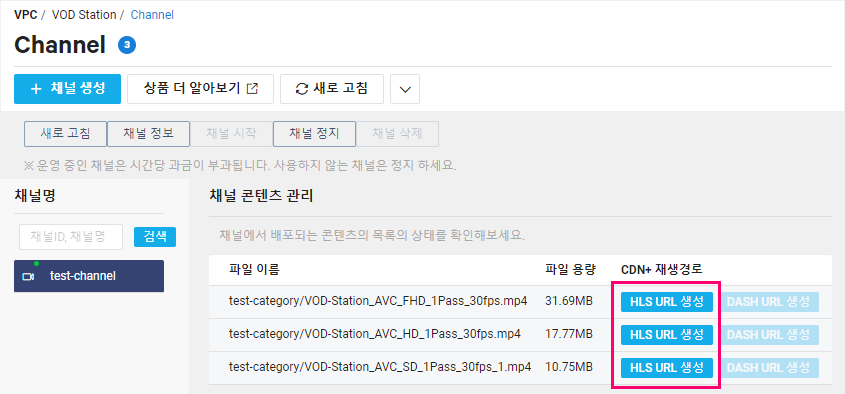 VPC / VOD Station / Channel
Channel 3
+ 채널 생성 상품 더 알아보기 새로 고침
새로 고침 채널 정보 채널 시작 채널 정지 채널 삭제
※ 운영 중인 채널은 시간당 과금이 부과됩니다. 사용하지 않는 채널은 정지 하세요.
채널명
채널ID, 채널명 검색
test-channel
채널 콘텐츠 관리
채널에서 배포되는 콘텐츠의 목록의 상태를 확인해보세요.
파일 이름 파일 용량 CDN+ 재생경로
test-category/VOD-Station_AVC_FHD_1Pass_30fps.mp4 31.69MB HLS URL 생성 DASH URL 생성
test-category/VOD-Station_AVC_HD_1Pass_30fps.mp4 17.77MB HLS URL 생성 DASH URL 생성
test-category/VOD-Station_AVC_SD_1Pass_30fps_1.mp4 10.75MB HLS URL 생성 DASH URL 생성